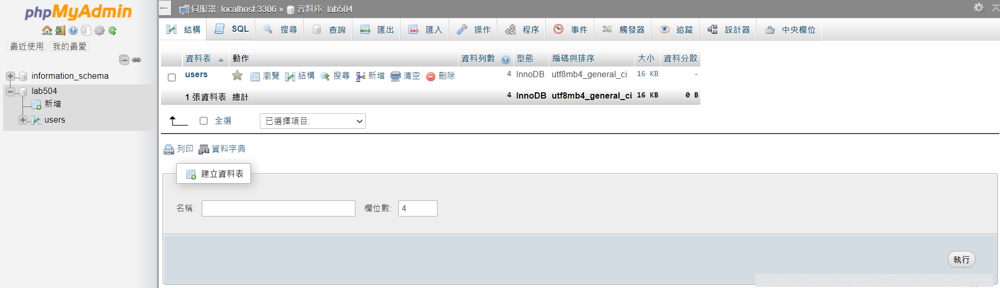 phpMyAdmin
最近使用 我的最愛
information_schema
lab504
新增
users
← 伺服器: localhost:3306 » 資料庫: lab504
結構 SQL 搜尋 查詢 匯出 匯入 操作 程序 事件 觸發器 追蹤 設計器 中央欄位
資料表 動作 資料列數 型態 編碼與排序 大小 資料分散
users 瀏覽 結構 搜尋 新增 清空 刪除 4 InnoDB utf8mb4_general_ci 16 KB -
1 張資料表 總計 4 InnoDB utf8mb4_general_ci 16 KB 0 B
全選 已選擇項目:
列印 資料字典
建立資料表
名稱: 欄位數: 4
執行